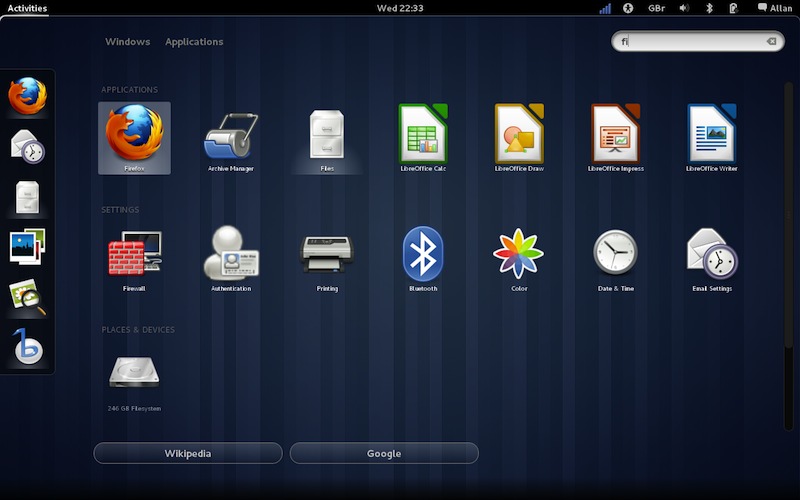 Activities
Wed 22:33
GBr
Allan
Windows
Applications
fi
APPLICATIONS
Firefox
Archive Manager
Files
LibreOffice Calc
LibreOffice Draw
LibreOffice Impress
LibreOffice Writer
SETTINGS
Firewall
Authentication
Printing
Bluetooth
Color
Date & Time
Email Settings
PLACES & DEVICES
246 GB Filesystem
Wikipedia
Google